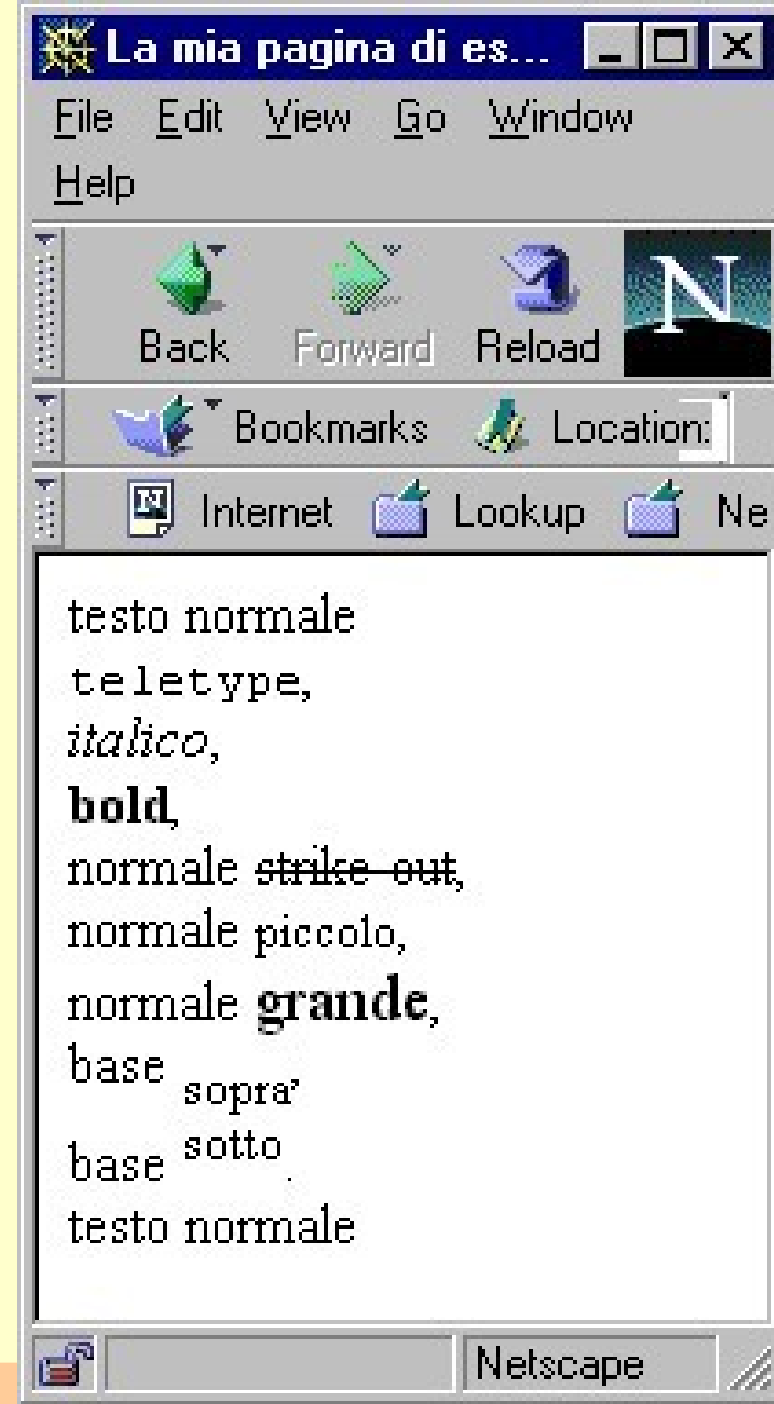 La mia pagina di es...
File Edit View Go Window
Help
N
Back Forward Reload
Bookmarks Location:
N Internet Lookup Ne
testo normale
teletype,
italico,
bold,
normale strike-out,
normale piccolo,
normale grande,
base sopra,
base sotto.
testo normale
Netscape